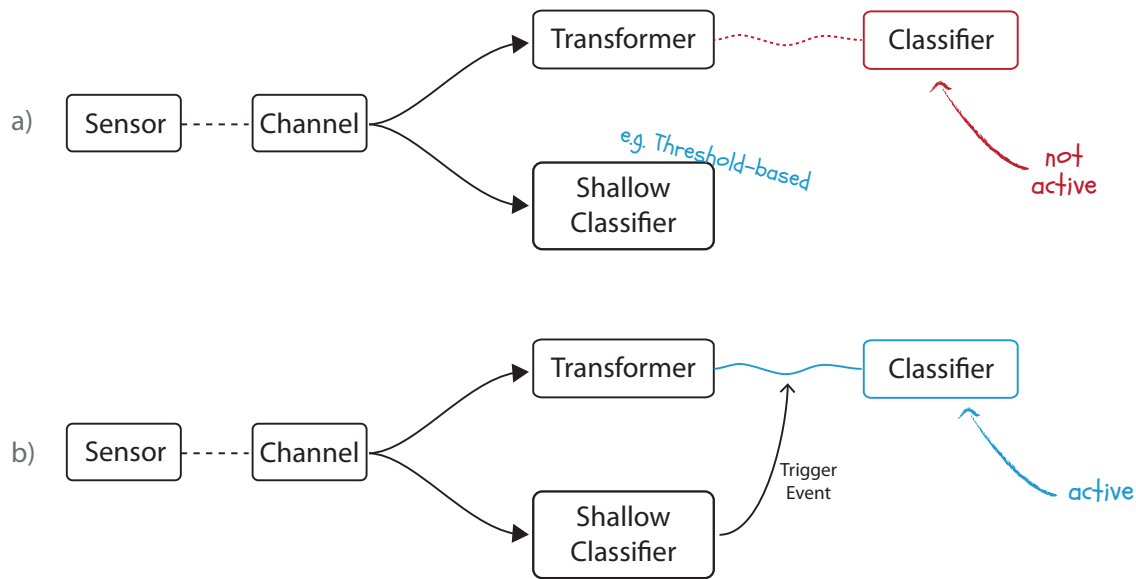 a)
Sensor
Channel
Transformer
Classifier
e.g. Threshold-based
Shallow
Classifier
not
active
b)
Sensor
Channel
Transformer
Classifier
Trigger
Event
Shallow
Classifier
active